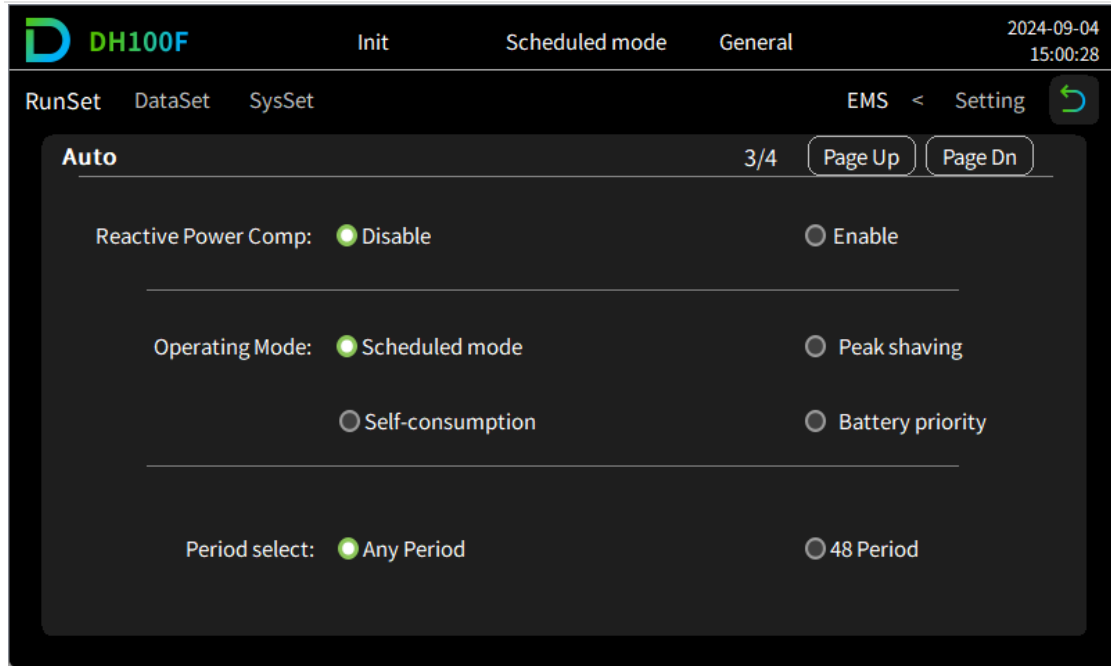 DH100F Init Scheduled mode General 2024-09-04
15:00:28
RunSet DataSet SysSet EMS < Setting
Auto 3/4 Page Up Page Dn
Reactive Power Comp: Disable Enable
Operating Mode: Scheduled mode Peak shaving
Self-consumption Battery priority
Period select: Any Period 48 Period